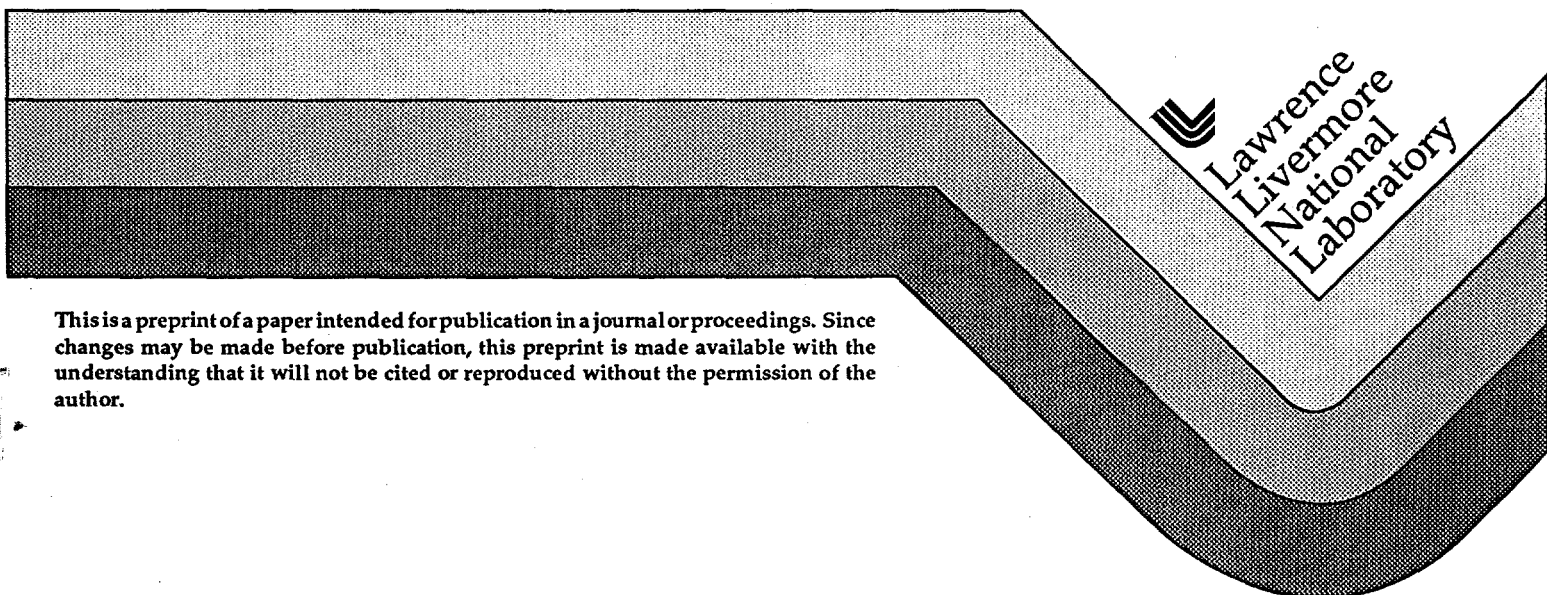 Lawrence
Livermore
National
Laboratory
This is a preprint of a paper intended for publication in a journal or proceedings. Since
changes may be made before publication, this preprint is made available with the
understanding that it will not be cited or reproduced without the permission of the
author.